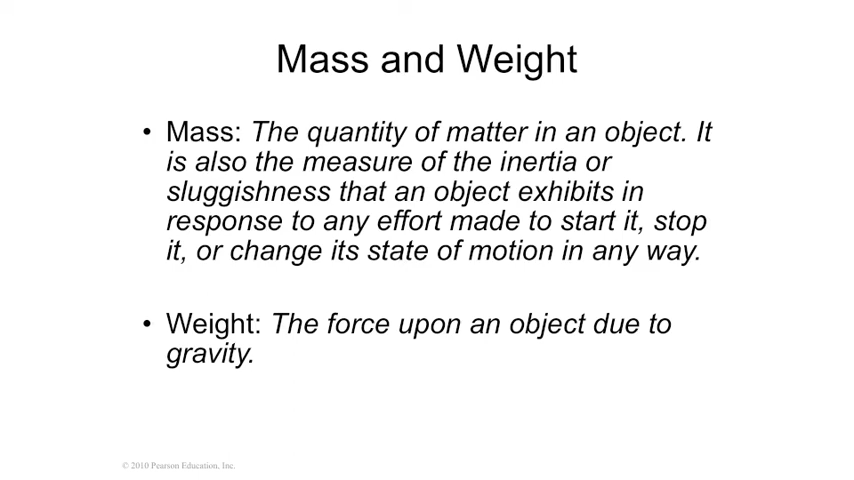 Mass and Weight
• Mass: The quantity of matter in an object. It
is also the measure of the inertia or
sluggishness that an object exhibits in
response to any effort made to start it, stop
it, or change its state of motion in any way.
• Weight: The force upon an object due to
gravity.
© 2010 Pearson Education, Inc.